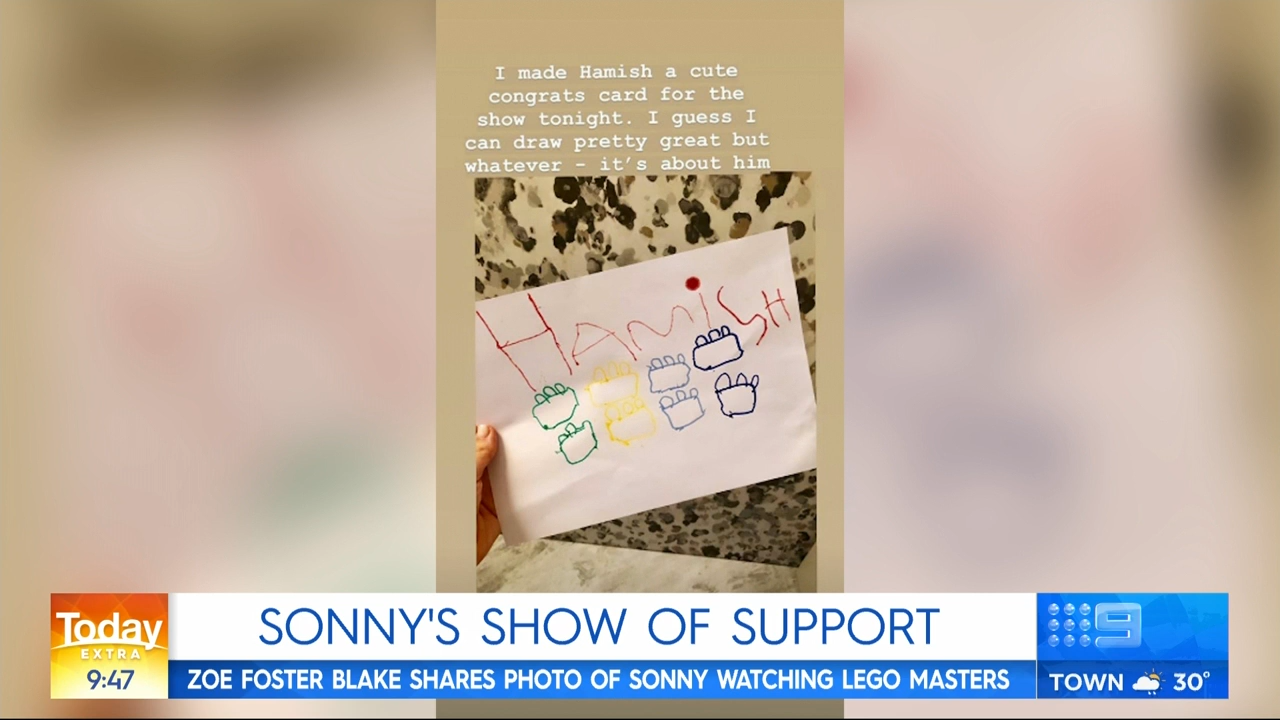 I made Hamish a cute
congrats card for the
show tonight. I guess I
can draw pretty great but
whatever - it's about him
HAMiSH
SONNY'S SHOW OF SUPPORT
ZOE FOSTER BLAKE SHARES PHOTO OF SONNY WATCHING LEGO MASTERS
Today
EXTRA
9:47
9
TOWN 30°